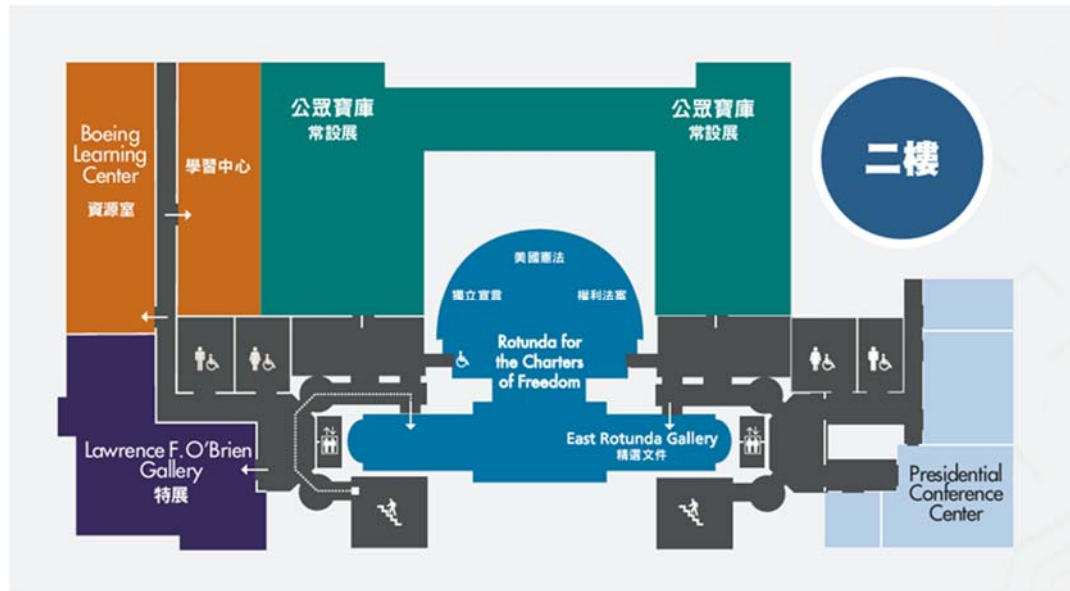 二樓
Boeing
Learning
Center
資源室
學習中心
公眾寶庫
常設展
公眾寶庫
常設展
美國憲法
獨立宣言
權利法案
Rotunda for
the Charters
of Freedom
East Rotunda Gallery
精選文件
Lawrence F. O'Brien
Gallery
特展
Presidential
Conference
Center